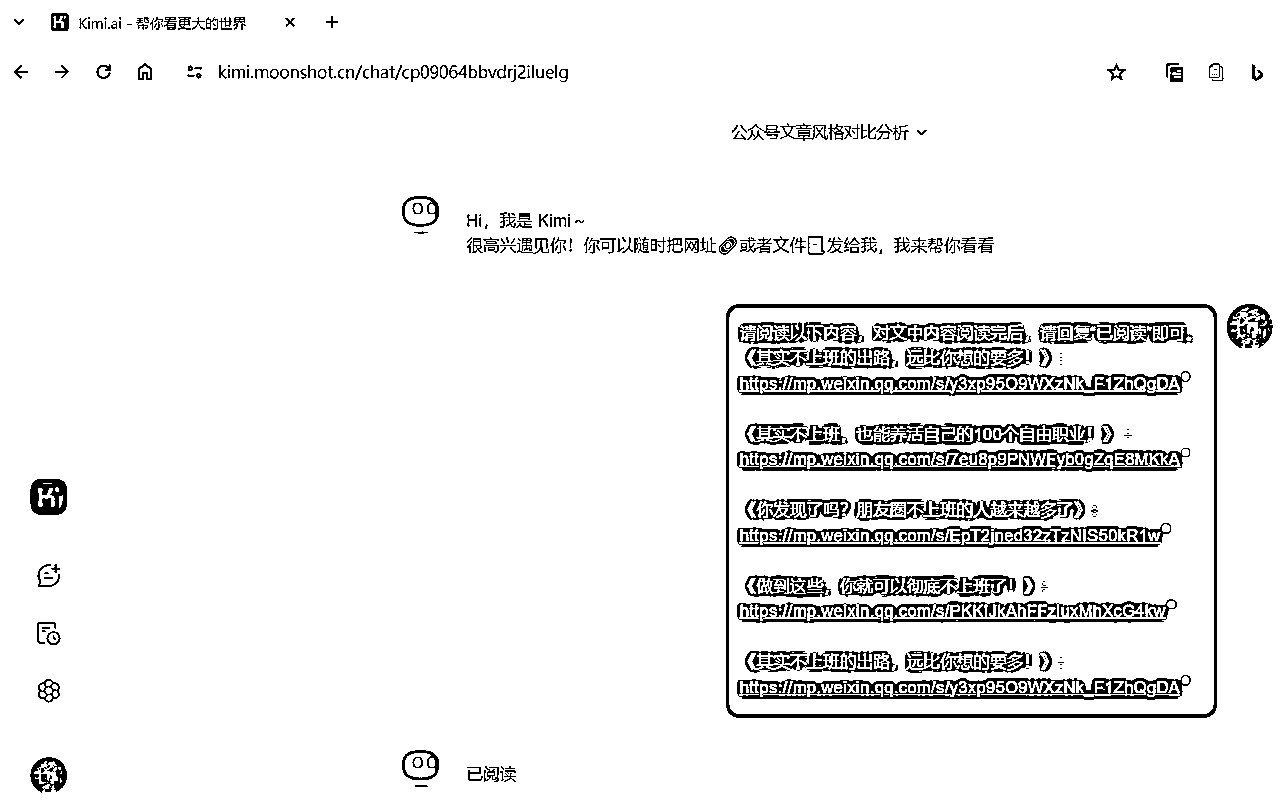 Kimi.ai - 帮你看更大的世界
kimi.moonshot.cn/chat/cp09064bbvdrj2iluelg
公众号文章风格对比分析
Hi，我是 Kimi~
很高兴遇见你！你可以随时把网址或者文件发给我，我来帮你看看
请阅读以下内容，对文中内容阅读完后，请回复"已阅读"即可。
《其实不上班的出路，远比你想的要多！》：
https://mp.weixin.qq.com/s/y3xp95O9WXzNk_F1ZhQgDA
《其实不上班，也能养活自己的100个自由职业！》：
https://mp.weixin.qq.com/s/7eu8p9PNWFyb0gZqE8MKkA
《你发现了吗？朋友圈不上班的人越来越多了》：
https://mp.weixin.qq.com/s/EpT2jned32zTzNIS50kR1w
《做到这些，你就可以彻底不上班了！》：
https://mp.weixin.qq.com/s/PKKfJkAhFFzIuxMhXcG4kw
《其实不上班的出路，远比你想的要多！》：
https://mp.weixin.qq.com/s/y3xp95O9WXzNk_F1ZhQgDA
Ki
已阅读